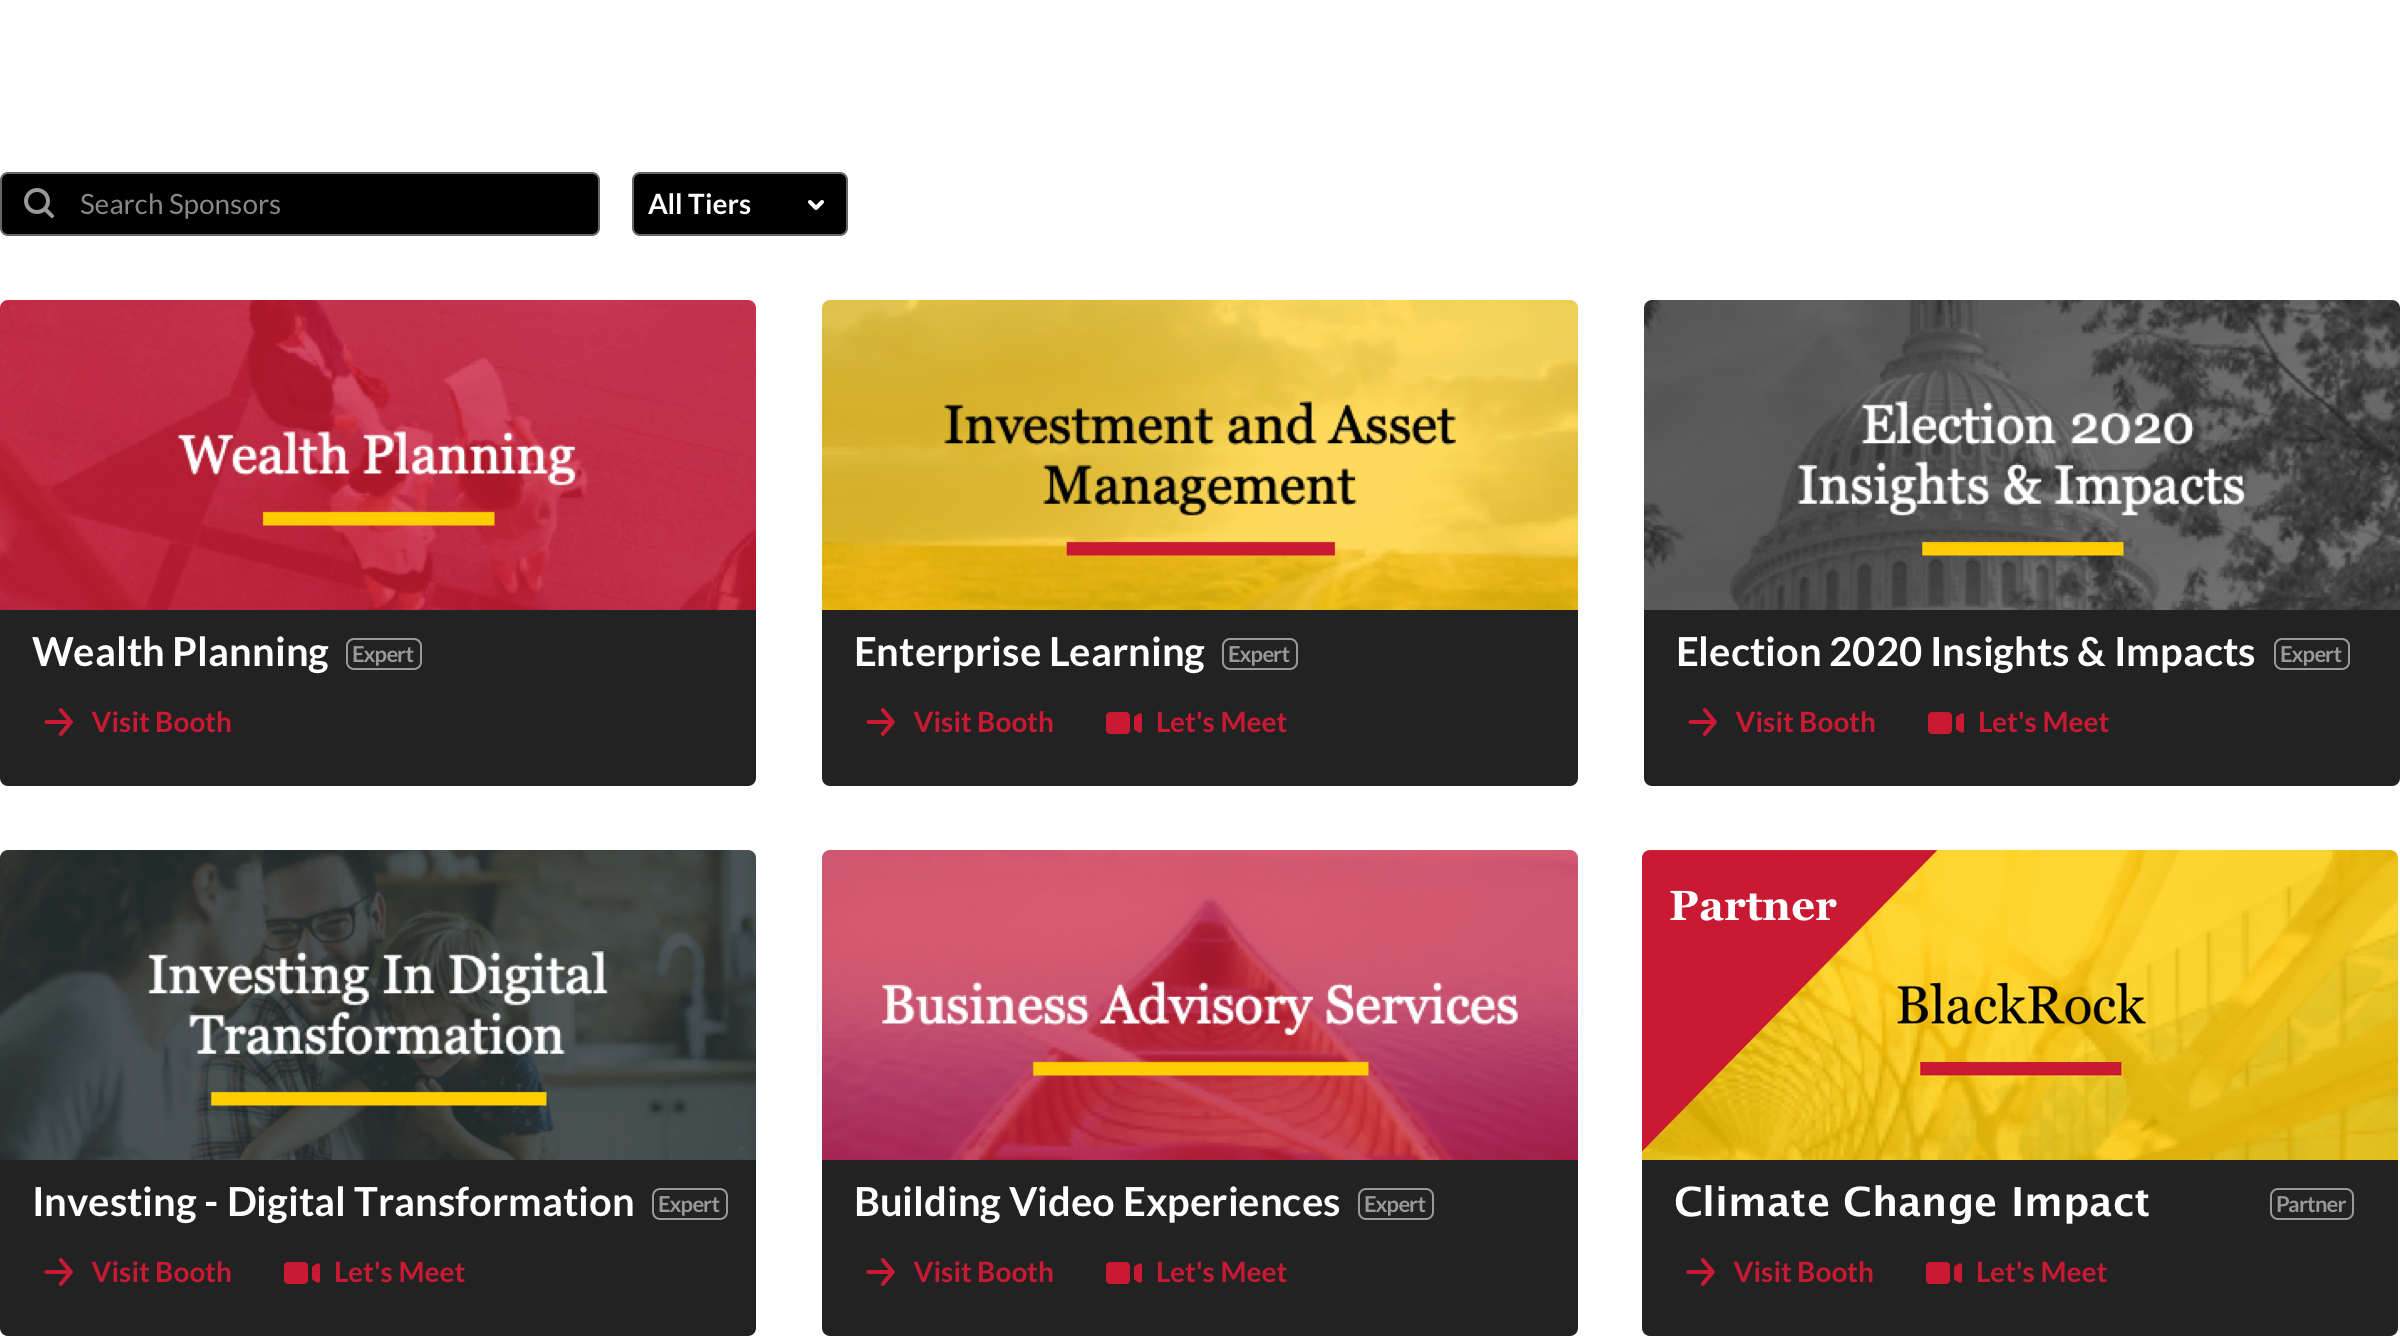 Search Sponsors
All Tiers
Wealth Planning
Wealth Planning Expert
Visit Booth
Investment and Asset
Management
Enterprise Learning Expert
Visit Booth Let's Meet
Election 2020
Insights & Impacts
Election 2020 Insights & Impacts Expert
Visit Booth Let's Meet
Investing In Digital
Transformation
Investing - Digital Transformation Expert
Visit Booth Let's Meet
Business Advisory Services
Building Video Experiences Expert
Visit Booth Let's Meet
Partner
BlackRock
Climate Change Impact Partner
Visit Booth Let's Meet